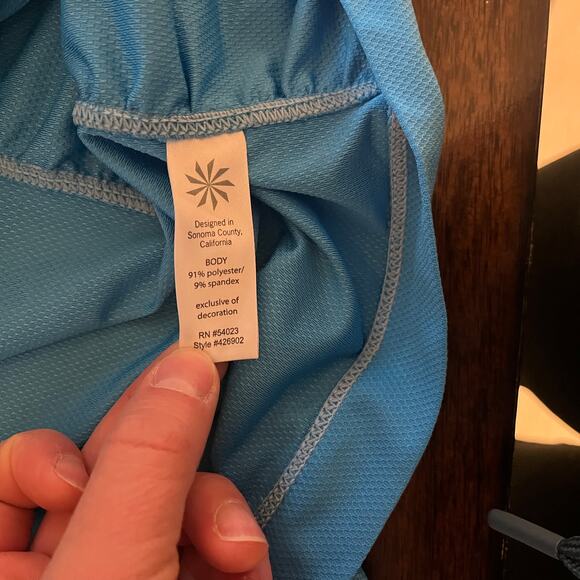 Designed in
Sonoma County,
California
BODY
91% polyester/
9% spandex
exclusive of
decoration
RN #54023
Style #426902